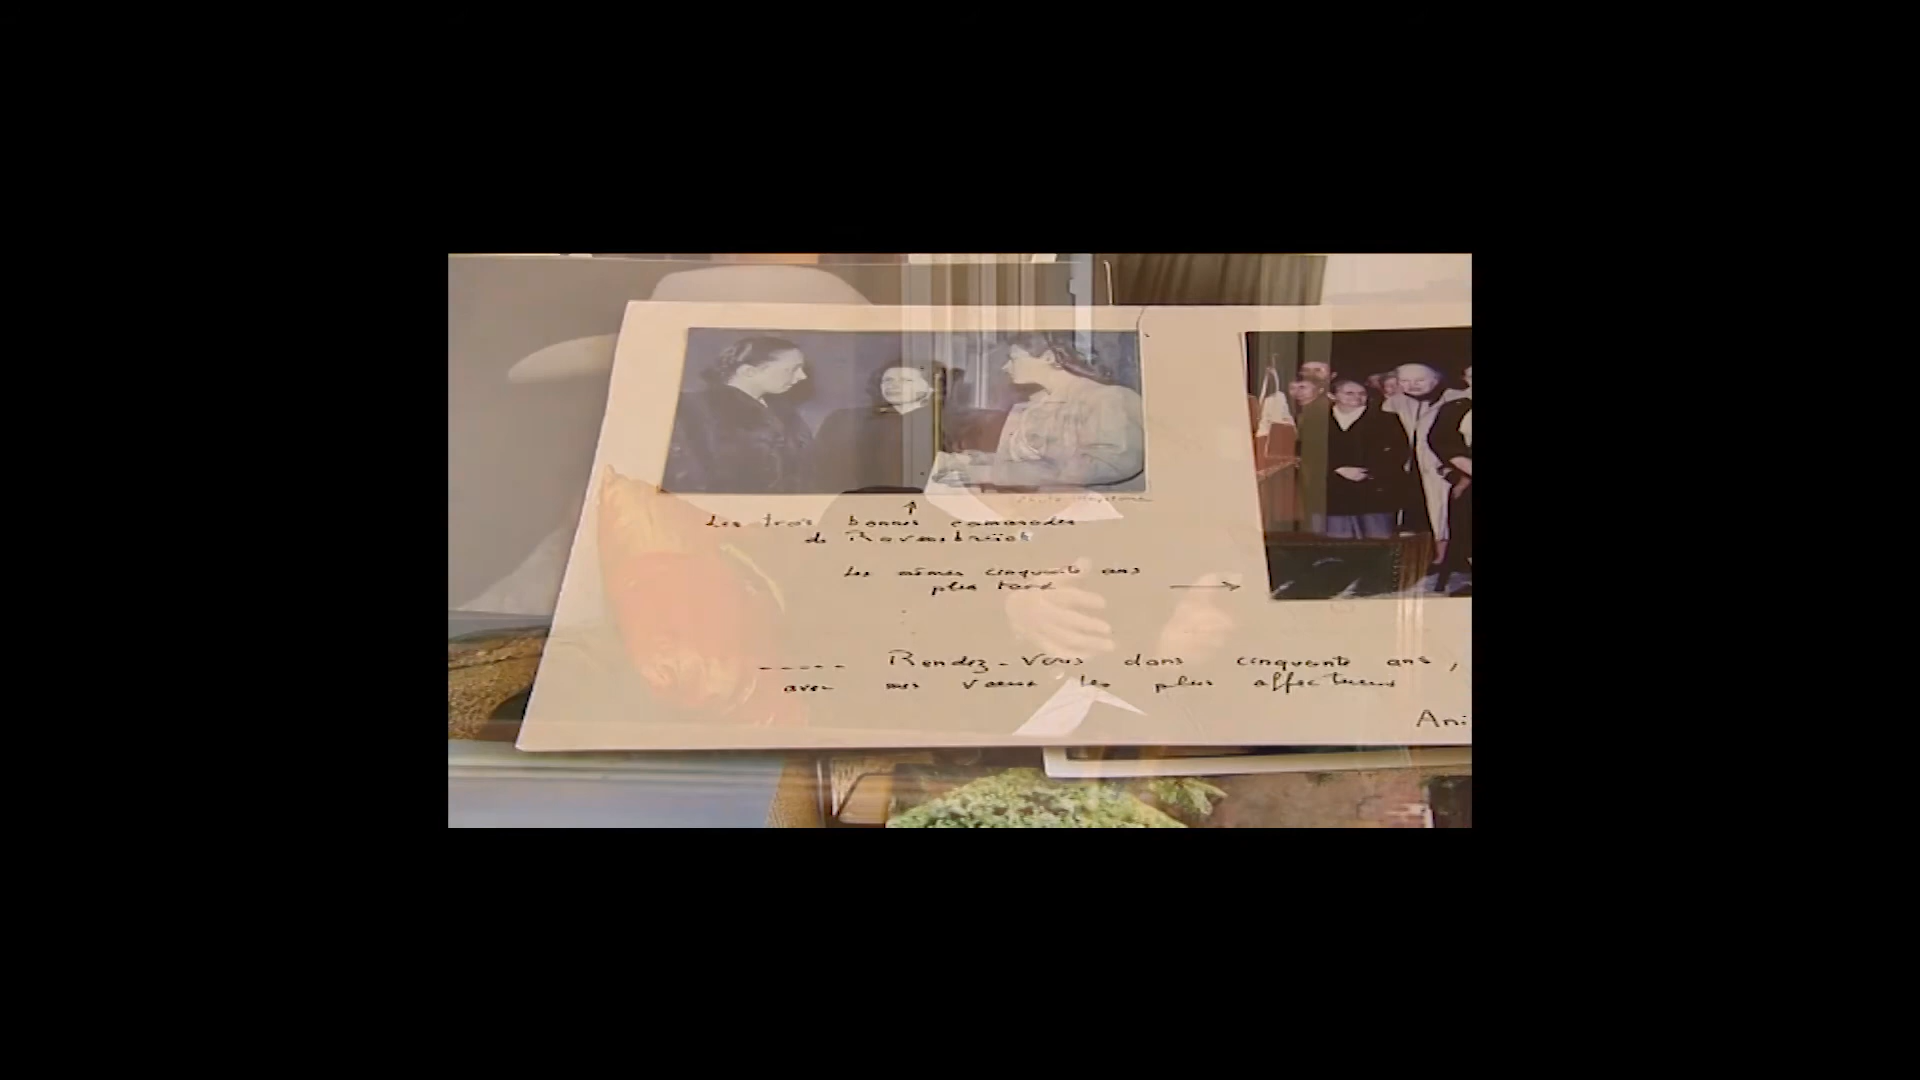 Les trois bonnes camarades
de Ravensbrück
Les mêmes cinquante ans
plus tard
Rendez-vous dans cinquante ans,
avec mes vœux les plus affectueux
Ani